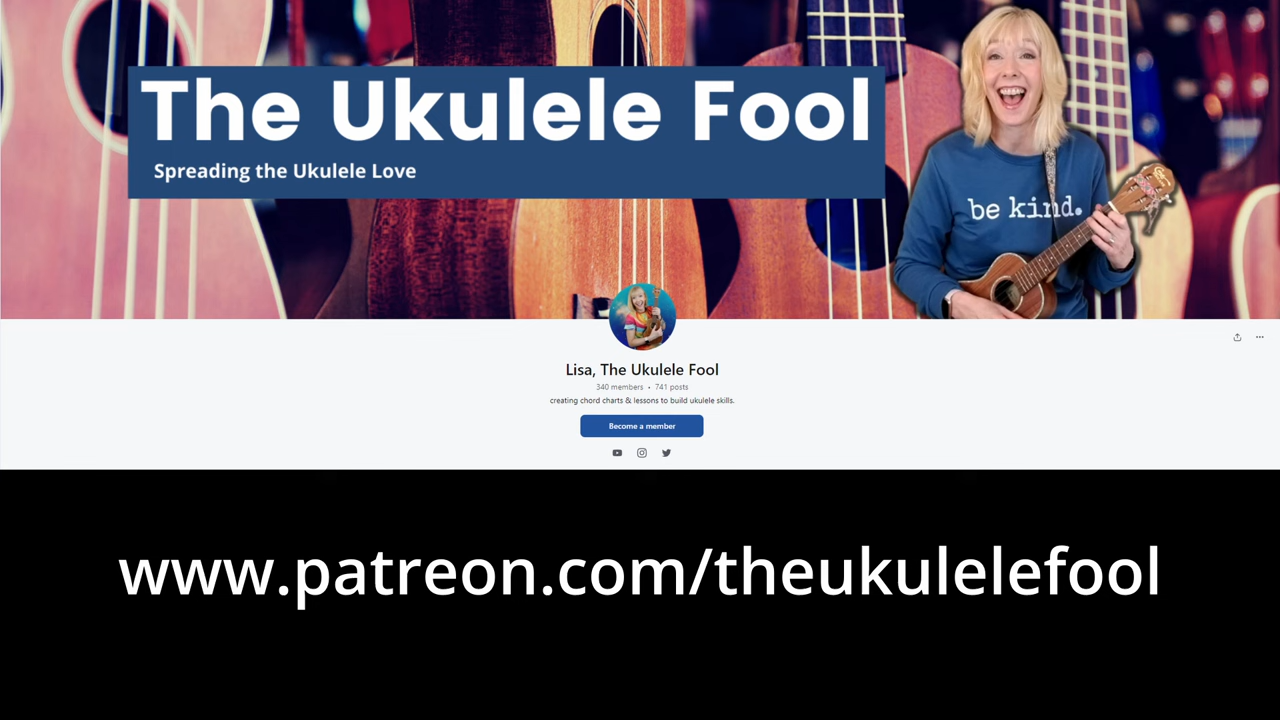 The Ukulele Fool
Spreading the Ukulele Love
be kind.
Lisa, The Ukulele Fool
340 members • 741 posts
creating chord charts & lessons to build ukulele skills.
Become a member
www.patreon.com/theukulelefool